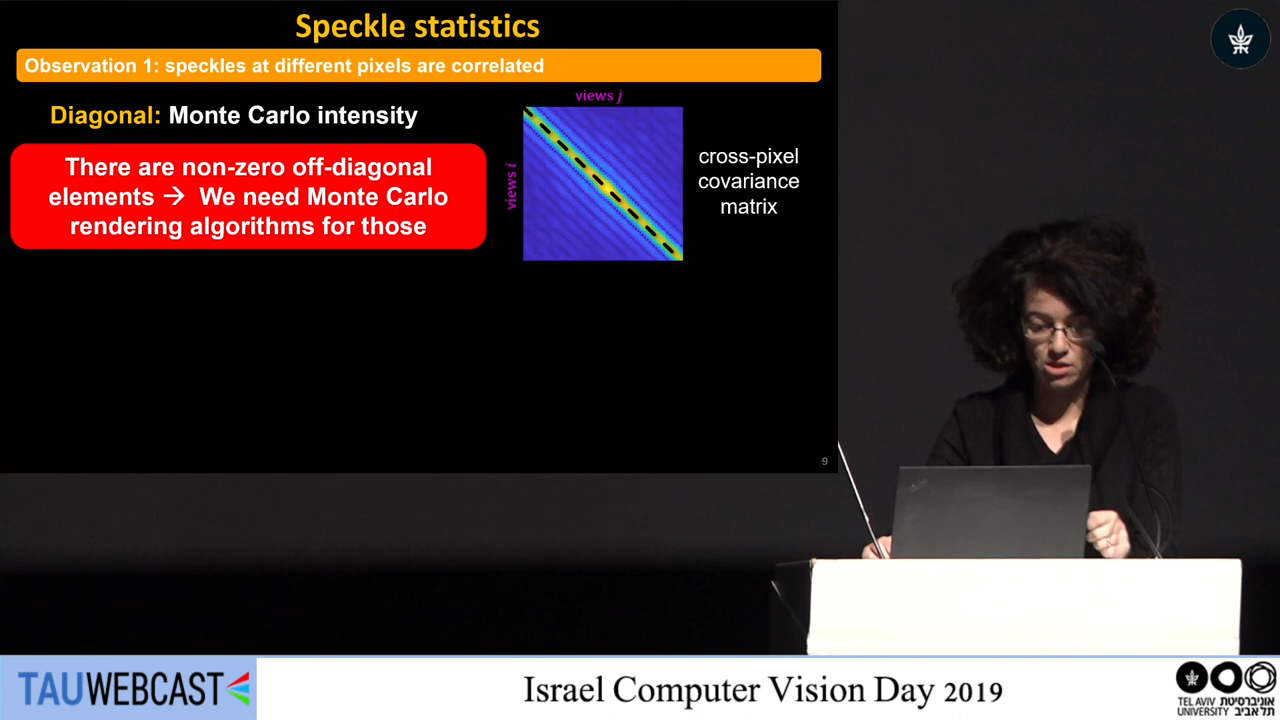 Speckle statistics
Observation 1: speckles at different pixels are correlated
Diagonal: Monte Carlo intensity
There are non-zero off-diagonal
elements → We need Monte Carlo
rendering algorithms for those
views j
views i
cross-pixel
covariance
matrix
9
TAUWEBCAST
Israel Computer Vision Day 2019
TEL AVIV אוניברסיטת
UNIVERSITY תל אביב